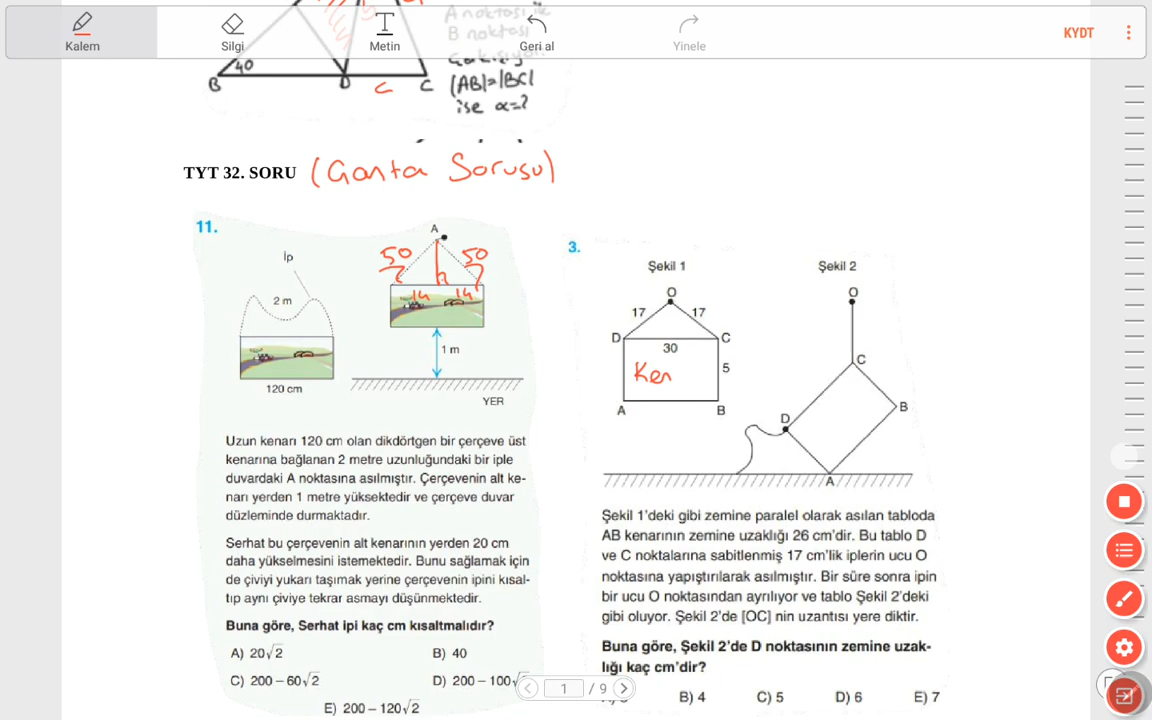 Kalem
Silgi
Metin
Geri al
Yinele
KYDT
A noktası ile
B noktası
|AB|=|BC|
ise α=?
40
B
D
C
C
TYT 32. SORU (Çanta Sorusu)
11.
İp
2 m
120 cm
A
50
50
h
14
14
1 m
YER
Uzun kenarı 120 cm olan dikdörtgen bir çerçeve üst
kenarına bağlanan 2 metre uzunluğundaki bir iple
duvardaki A noktasına asılmıştır. Çerçevenin alt ke-
narı yerden 1 metre yüksektedir ve çerçeve duvar
düzleminde durmaktadır.
Serhat bu çerçevenin alt kenarının yerden 20 cm
daha yükselmesini istemektedir. Bunu sağlamak için
de çiviyi yukarı taşımak yerine çerçevenin ipini kısal-
tıp aynı çiviye tekrar asmayı düşünmektedir.
Buna göre, Serhat ipi kaç cm kısaltmalıdır?
A) 20√2
B) 40
C) 200 – 60√2
D) 200 – 100√
E) 200 – 120√2
3.
Şekil 1
Şekil 2
O
17
17
D
C
30
5
Ken
A
B
O
C
B
D
A
Şekil 1'deki gibi zemine paralel olarak asılan tabloda
AB kenarının zemine uzaklığı 26 cm'dir. Bu tablo D
ve C noktalarına sabitlenmiş 17 cm'lik iplerin ucu O
noktasına yapıştırılarak asılmıştır. Bir süre sonra ipin
bir ucu O noktasından ayrılıyor ve tablo Şekil 2'deki
gibi oluyor. Şekil 2'de [OC] nin uzantısı yere diktir.
Buna göre, Şekil 2'de D noktasının zemine uzak-
lığı kaç cm'dir?
B) 4
C) 5
D) 6
E) 7
1 / 9